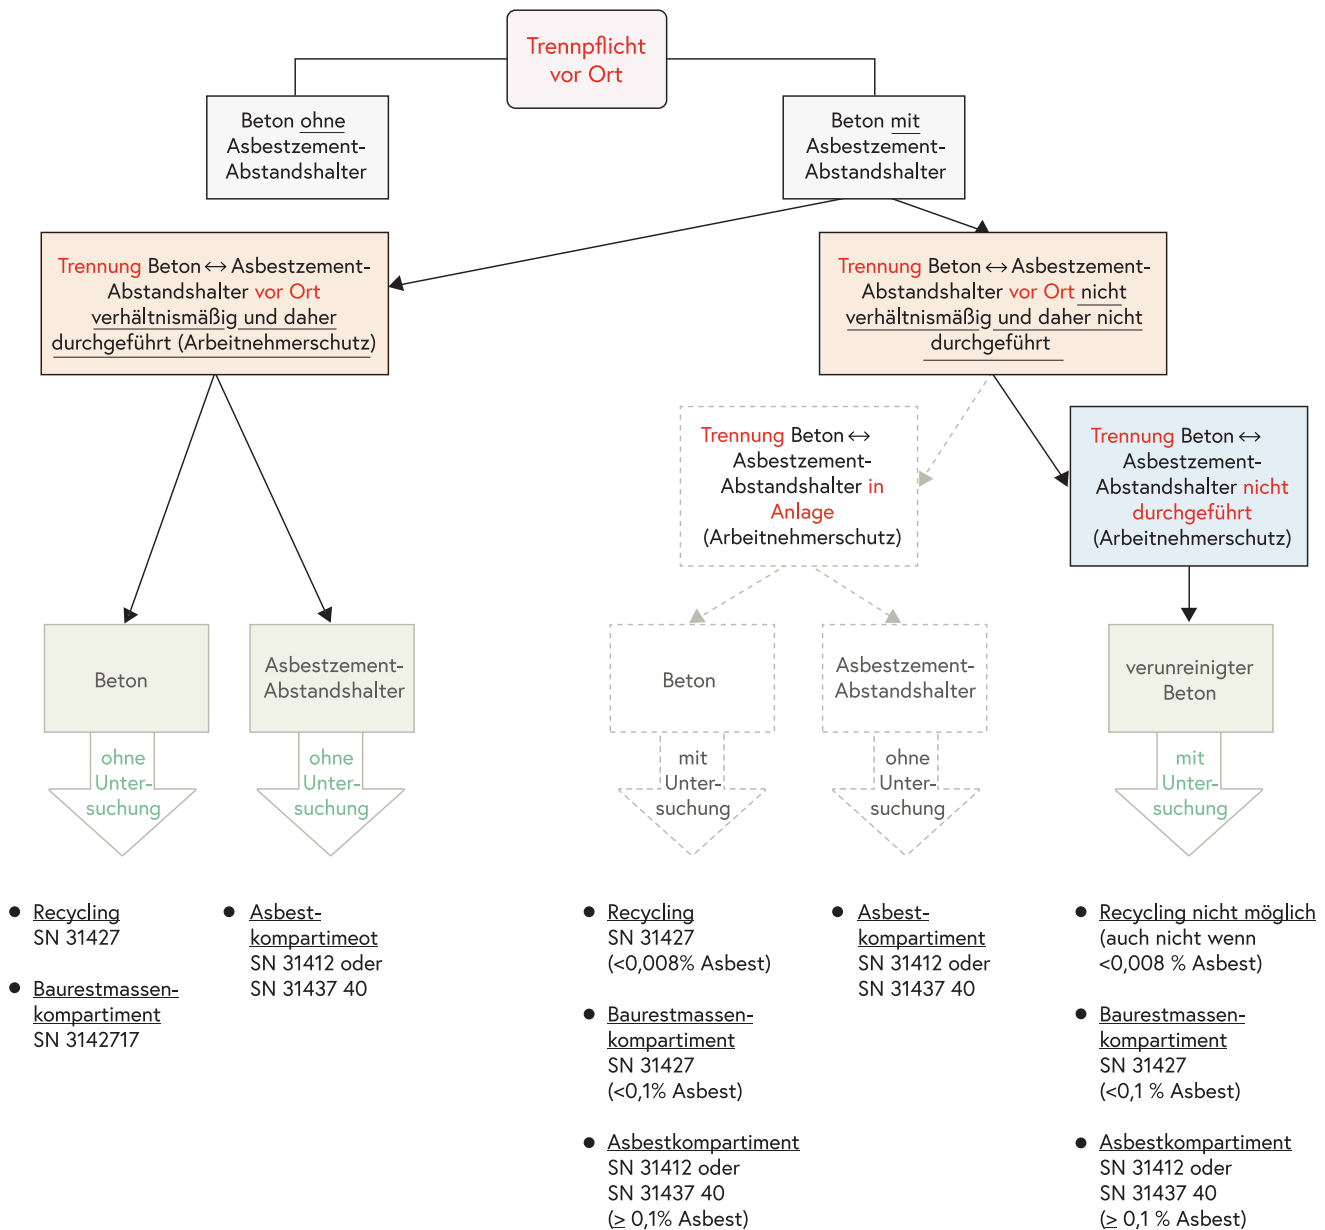 Trennpflicht
vor Ort
Beton ohne
Asbestzement-
Abstandshalter
Beton mit
Asbestzement-
Abstandshalter
Trennung Beton ↔ Asbestzement-
Abstandshalter vor Ort
verhältnismäßig und daher
durchgeführt (Arbeitnehmerschutz)
Trennung Beton ↔ Asbestzement-
Abstandshalter vor Ort nicht
verhältnismäßig und daher nicht
durchgeführt
Trennung Beton ↔
Asbestzement-
Abstandshalter in
Anlage
(Arbeitnehmerschutz)
Trennung Beton ↔
Asbestzement-
Abstandshalter nicht
durchgeführt
(Arbeitnehmerschutz)
Beton
Asbestzement-
Abstandshalter
Beton
Asbestzement-
Abstandshalter
verunreinigter
Beton
ohne
Unter-
suchung
ohne
Unter-
suchung
mit
Unter-
suchung
ohne
Unter-
suchung
mit
Unter-
suchung
● Recycling
SN 31427
● Baurestmassen-
kompartiment
SN 3142717
● Asbest-
kompartimeot
SN 31412 oder
SN 31437 40
● Recycling
SN 31427
(<0,008% Asbest)
● Baurestmassen-
kompartiment
SN 31427
(<0,1% Asbest)
● Asbestkompartiment
SN 31412 oder
SN 31437 40
(≥ 0,1% Asbest)
● Asbest-
kompartiment
SN 31412 oder
SN 31437 40
● Recycling nicht möglich
(auch nicht wenn
<0,008 % Asbest)
● Baurestmassen-
kompartiment
SN 31427
(<0,1 % Asbest)
● Asbestkompartiment
SN 31412 oder
SN 31437 40
(≥ 0,1 % Asbest)